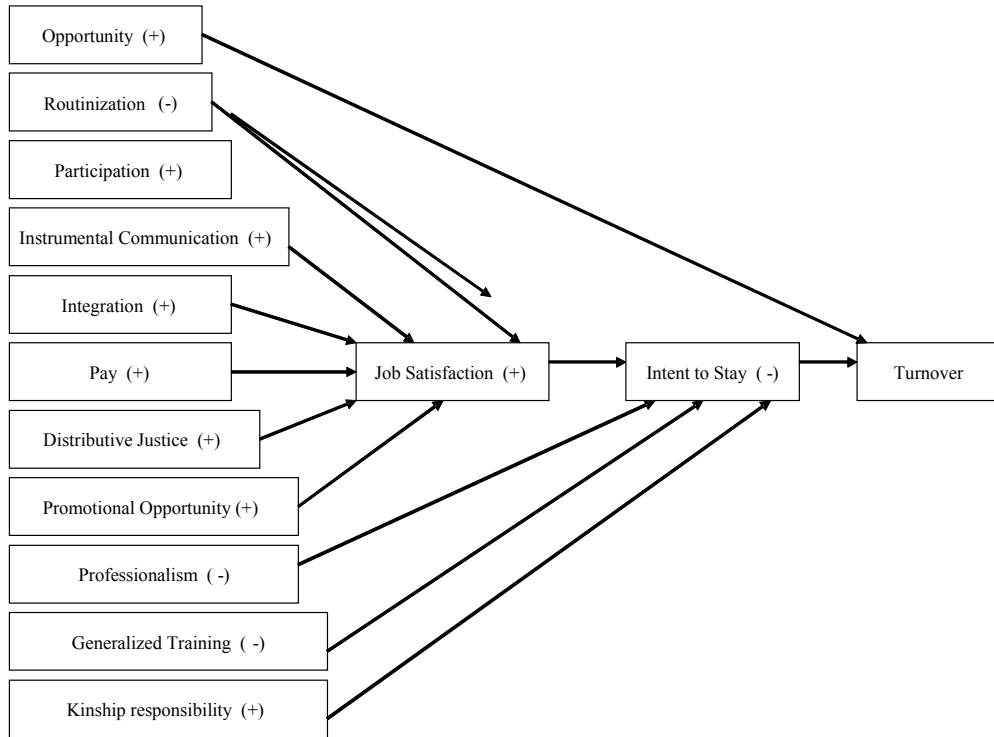 Opportunity (+)
Routinization (-)
Participation (+)
Instrumental Communication (+)
Integration (+)
Pay (+)
Job Satisfaction (+)
Intent to Stay ( -)
Turnover
Distributive Justice (+)
Promotional Opportunity (+)
Professionalism ( -)
Generalized Training ( -)
Kinship responsibility (+)